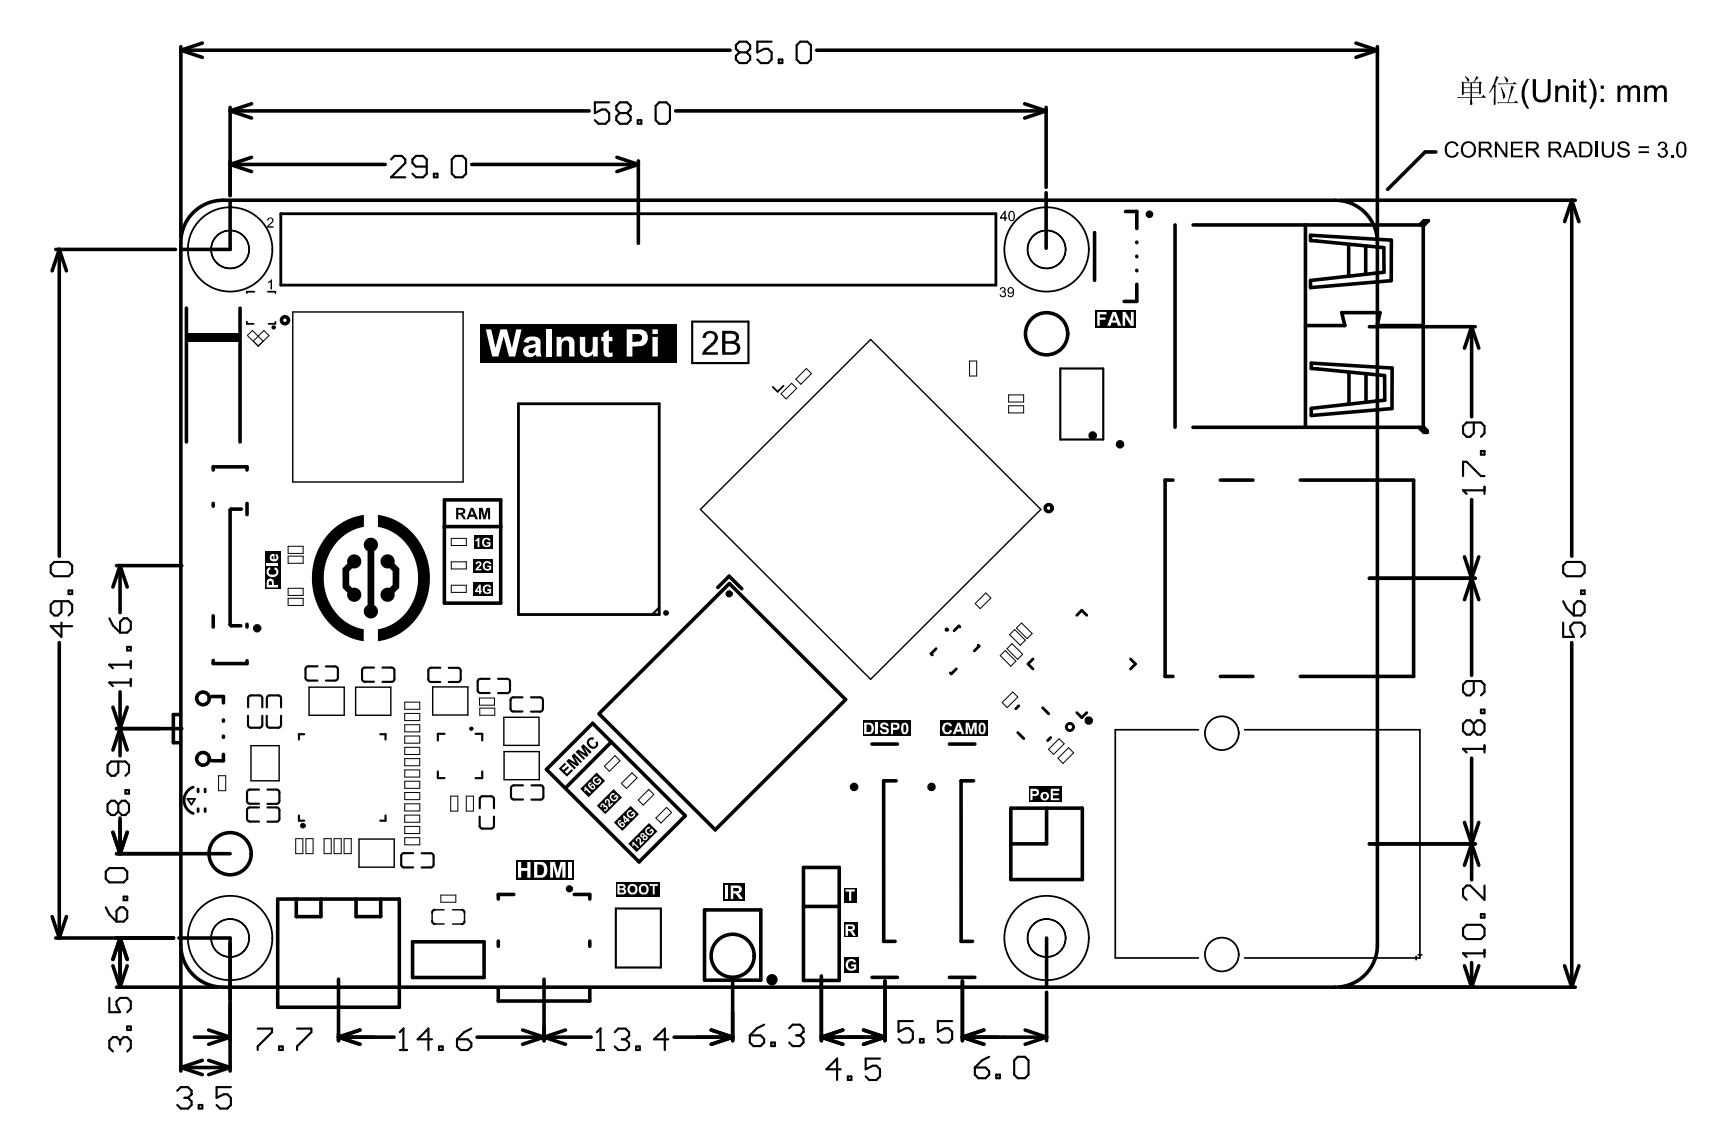 85.0
单位(Unit): mm
58.0
CORNER RADIUS = 3.0
29.0
2
40
1
39
FAN
Walnut Pi 2B
17.9
RAM
1G
2G
4G
PCIe
49.0
56.0
11.6
18.9
DISP0
CAM0
EMMC
16G
32G
64G
128G
8.9
PoE
HDMI
BOOT
IR
T
R
G
6.0
10.2
3.5
7.7
14.6
13.4
6.3
5.5
4.5
6.0
3.5